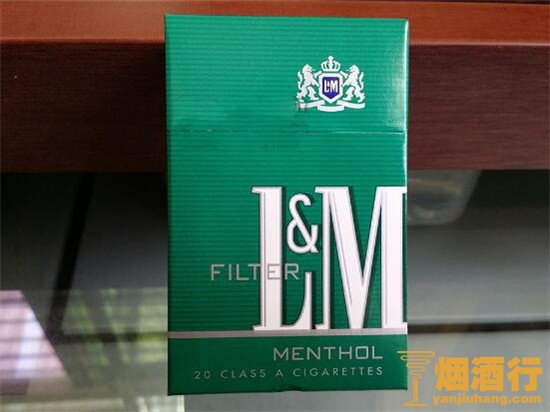 L&M
L&M
FILTER
MENTHOL
20 CLASS A CIGARETTES
烟酒行
yanjiuhang.com